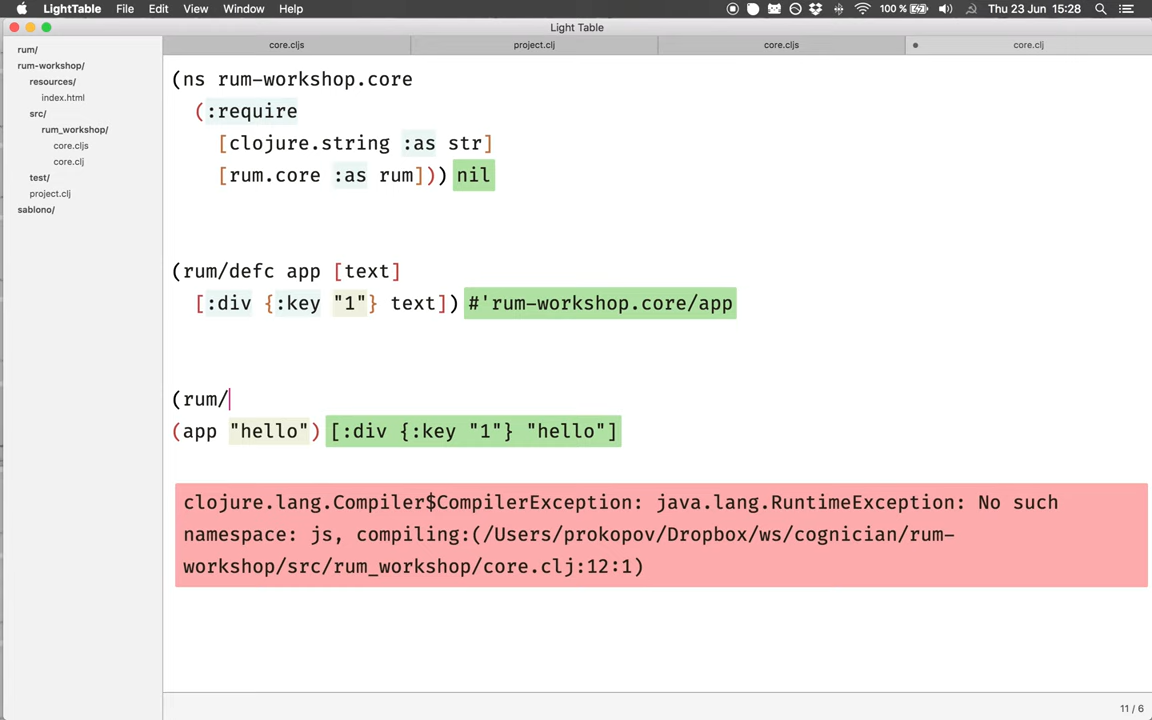 LightTable File Edit View Window Help 100 % Thu 23 Jun 15:28
Light Table
rum/
rum-workshop/
resources/
index.html
src/
rum_workshop/
core.cljs
core.clj
test/
project.clj
sablono/
core.cljs project.clj core.cljs core.clj
(ns rum-workshop.core
(:require
[clojure.string :as str]
[rum.core :as rum])) nil
(rum/defc app [text]
[:div {:key "1"} text]) #'rum-workshop.core/app
(rum/
(app "hello") [:div {:key "1"} "hello"]
clojure.lang.Compiler$CompilerException: java.lang.RuntimeException: No such
namespace: js, compiling:(/Users/prokopov/Dropbox/ws/cognician/rum-
workshop/src/rum_workshop/core.clj:12:1)
11 / 6